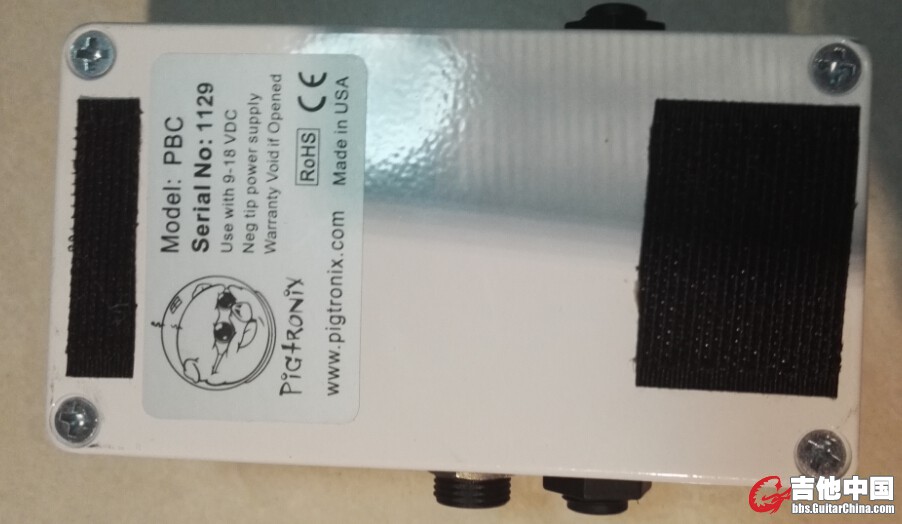 Model: PBC
Serial No: 1129
Use with 9-18 VDC
Neg tip power supply
Warranty Void if Opened
RoHS CE
Made in USA
PigtRONiX
www.pigtronix.com
吉他中国
bbs.GuitarChina.com